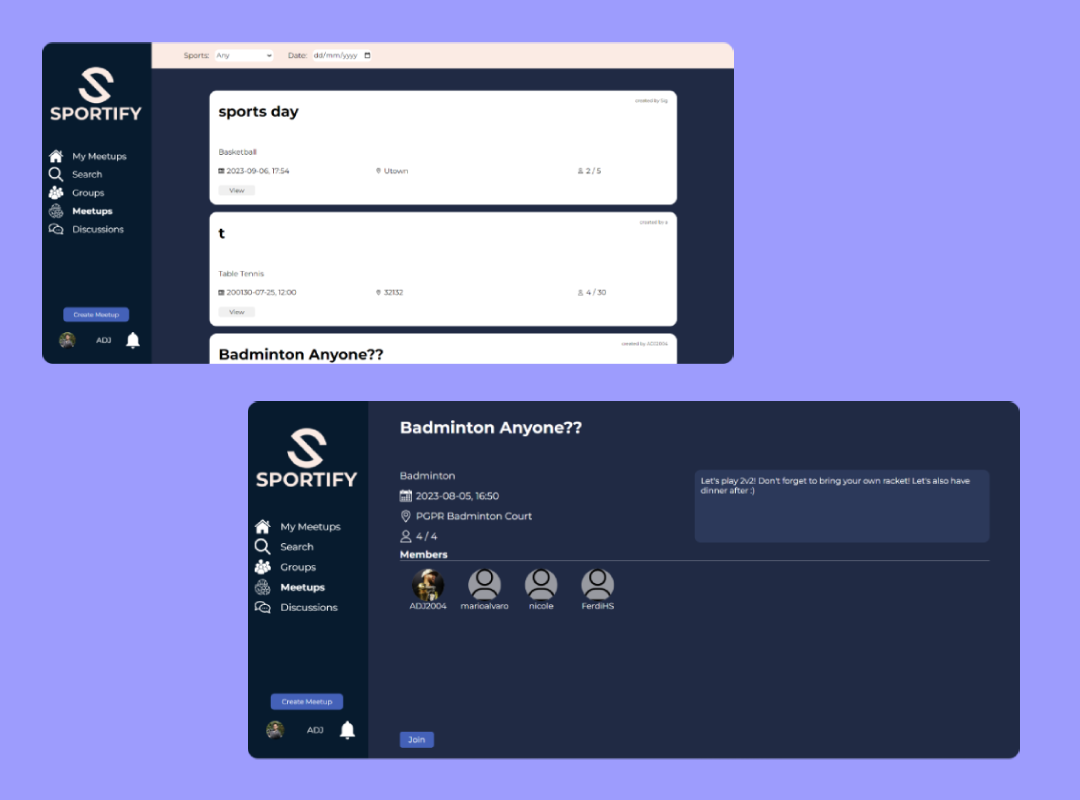 Sports: Any Date: dd/mm/yyyy
SPORTIFY
My Meetups
Search
Groups
Meetups
Discussions
Create Meetup
ADJ
created by Sig
sports day
Basketball
2023-09-06, 17:54 Utown 2 / 5
View
created by a
t
Table Tennis
200130-07-25, 12:00 32132 4 / 30
View
created by ADJ2004
Badminton Anyone??
SPORTIFY
My Meetups
Search
Groups
Meetups
Discussions
Create Meetup
ADJ
Badminton Anyone??
Badminton
2023-08-05, 16:50
PGPR Badminton Court
4 / 4
Let's play 2v2! Don't forget to bring your own racket! Let's also have
dinner after :)
Members
ADJ2004 marioalvaro nicole FerdiHS
Join